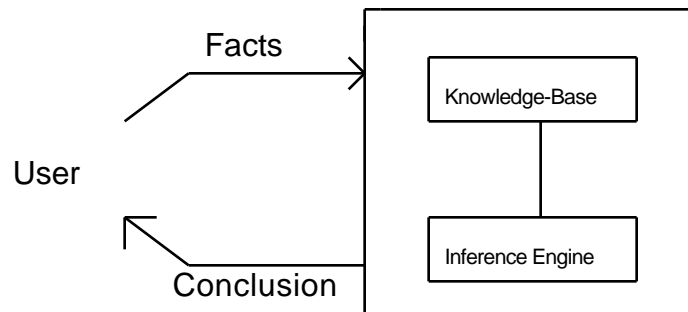 Facts
Knowledge-Base
User
Inference Engine
Conclusion